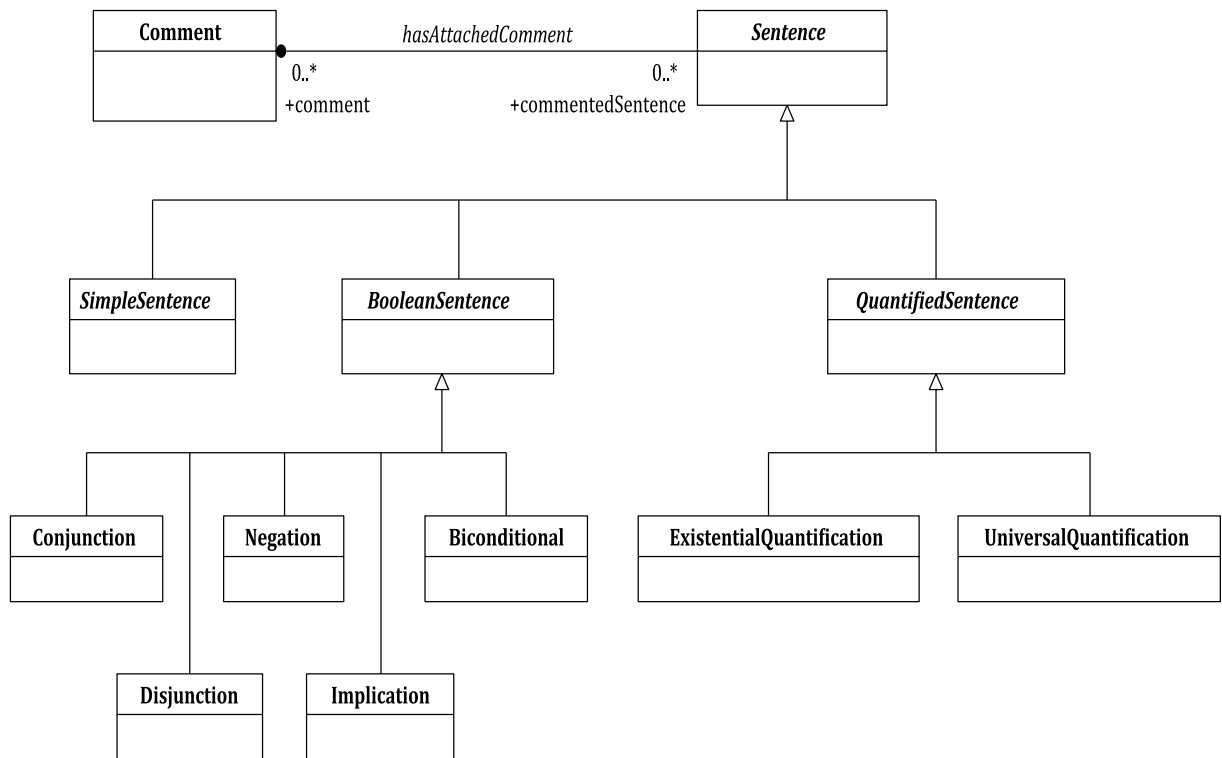 Comment
hasAttachedComment
Sentence
0..*
0..*
+comment
+commentedSentence
SimpleSentence
BooleanSentence
QuantifiedSentence
Conjunction
Negation
Biconditional
ExistentialQuantification
UniversalQuantification
Disjunction
Implication